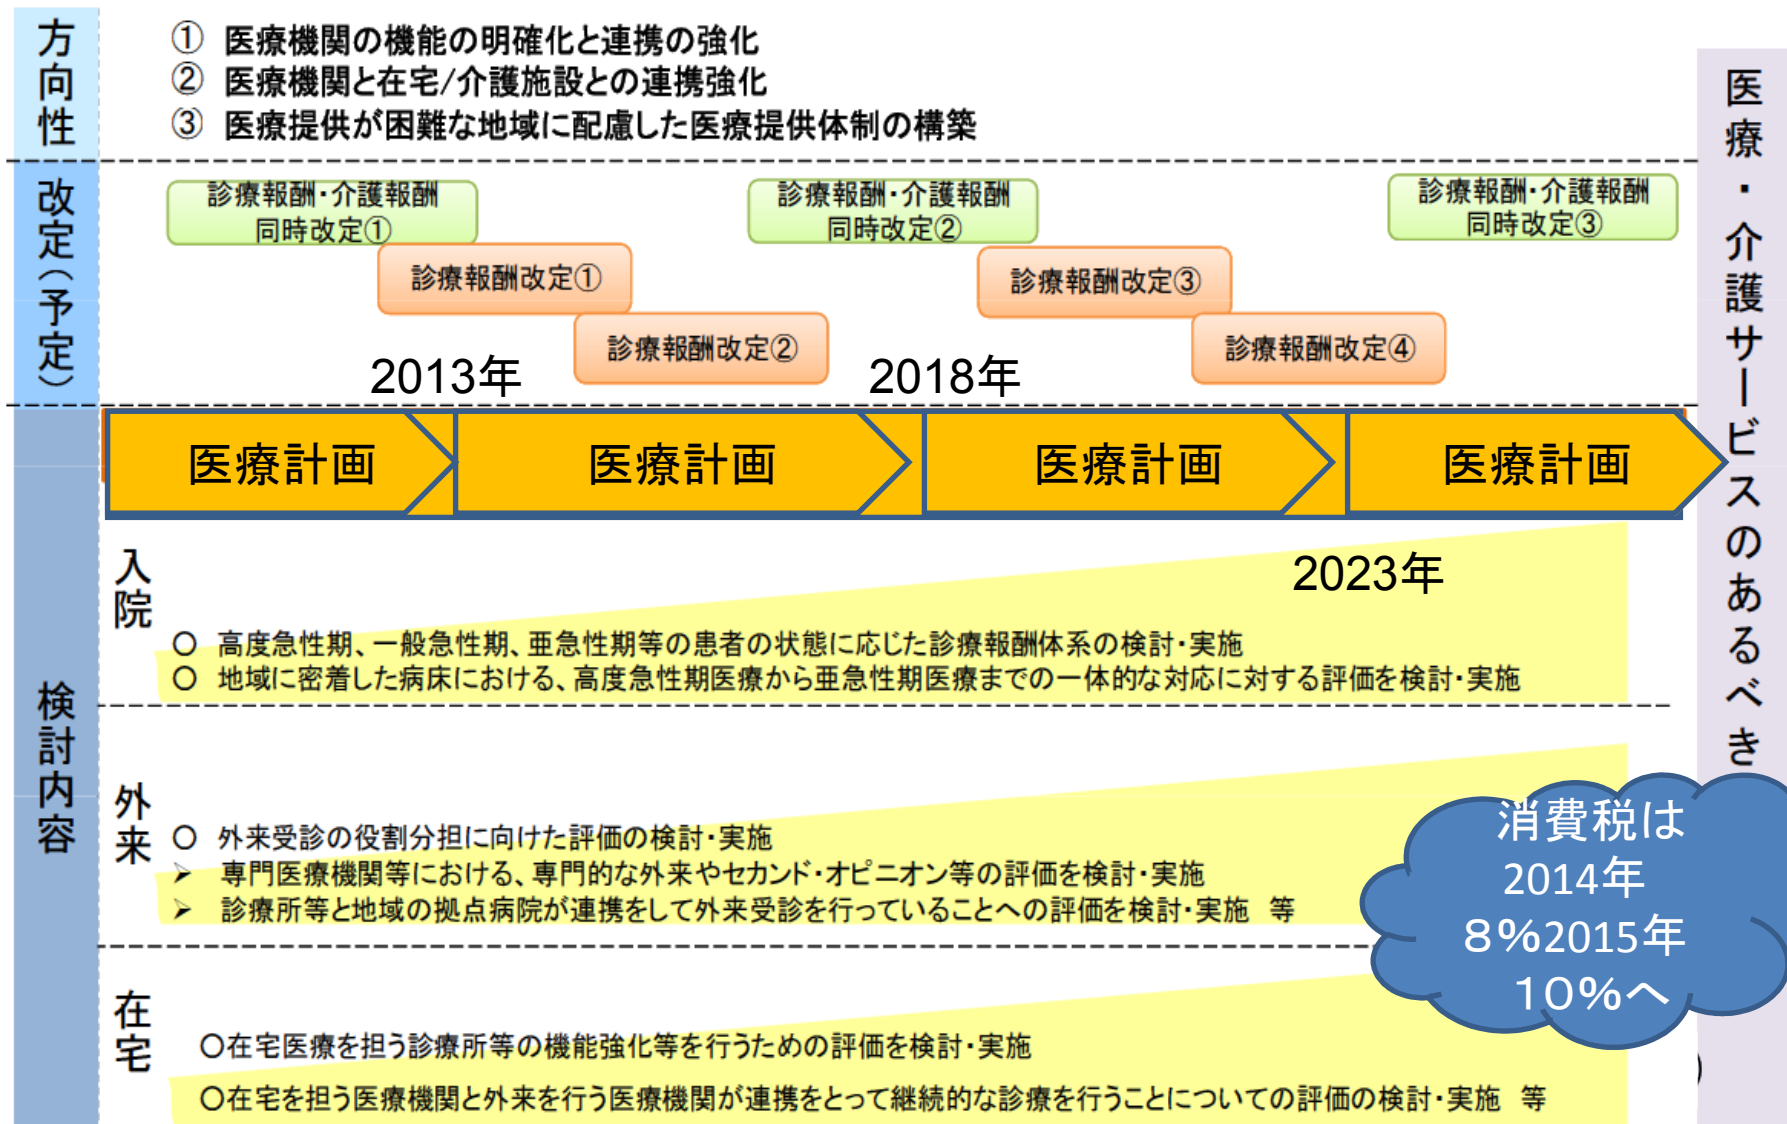 方向性
① 医療機関の機能の明確化と連携の強化
② 医療機関と在宅/介護施設との連携強化
③ 医療提供が困難な地域に配慮した医療提供体制の構築
改定(予定)
診療報酬・介護報酬
同時改定①
診療報酬・介護報酬
同時改定②
診療報酬・介護報酬
同時改定③
診療報酬改定①
診療報酬改定③
診療報酬改定②
診療報酬改定④
2013年
2018年
医療計画
医療計画
医療計画
医療計画
2023年
検討内容
入院
○ 高度急性期、一般急性期、亜急性期等の患者の状態に応じた診療報酬体系の検討・実施
○ 地域に密着した病床における、高度急性期医療から亜急性期医療までの一体的な対応に対する評価を検討・実施
外来
○ 外来受診の役割分担に向けた評価の検討・実施
➢ 専門医療機関等における、専門的な外来やセカンド・オピニオン等の評価を検討・実施
➢ 診療所等と地域の拠点病院が連携をして外来受診を行っていることへの評価を検討・実施 等
在宅
○在宅医療を担う診療所等の機能強化等を行うための評価を検討・実施
○在宅を担う医療機関と外来を行う医療機関が連携をとって継続的な診療を行うことについての評価の検討・実施 等
医療・介護サービスのあるべき
消費税は
2014年
8%2015年
10%へ
)